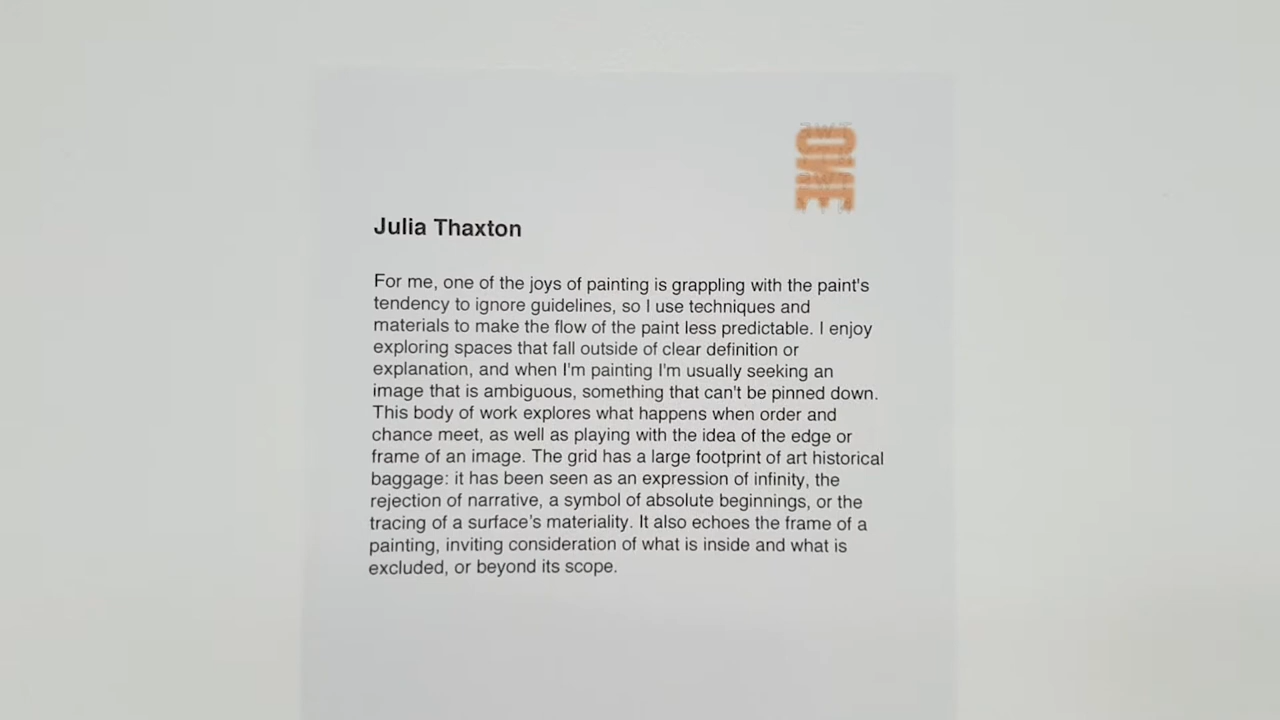 ONE
Julia Thaxton
For me, one of the joys of painting is grappling with the paint's
tendency to ignore guidelines, so I use techniques and
materials to make the flow of the paint less predictable. I enjoy
exploring spaces that fall outside of clear definition or
explanation, and when I'm painting I'm usually seeking an
image that is ambiguous, something that can't be pinned down.
This body of work explores what happens when order and
chance meet, as well as playing with the idea of the edge or
frame of an image. The grid has a large footprint of art historical
baggage: it has been seen as an expression of infinity, the
rejection of narrative, a symbol of absolute beginnings, or the
tracing of a surface's materiality. It also echoes the frame of a
painting, inviting consideration of what is inside and what is
excluded, or beyond its scope.